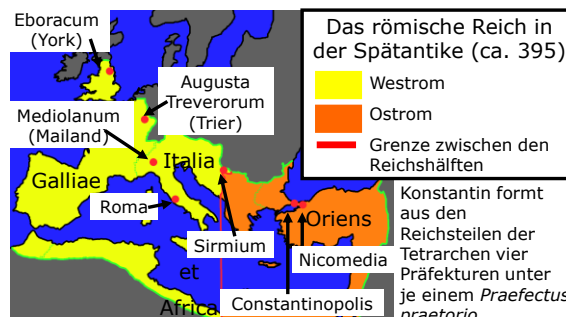 Eboracum
(York)
Augusta
Treverorum
(Trier)
Mediolanum
(Mailand)
Italia
Galliae
Roma
Sirmium
et
Africa
Oriens
Nicomedia
Constantinopolis
Das römische Reich in
der Spätantike (ca. 395)
Westrom
Ostrom
Grenze zwischen den
Reichshälften
Konstantin formt
aus den
Reichsteilen der
Tetrarchen vier
Präfekturen unter
je einem Praefectus
praetorio